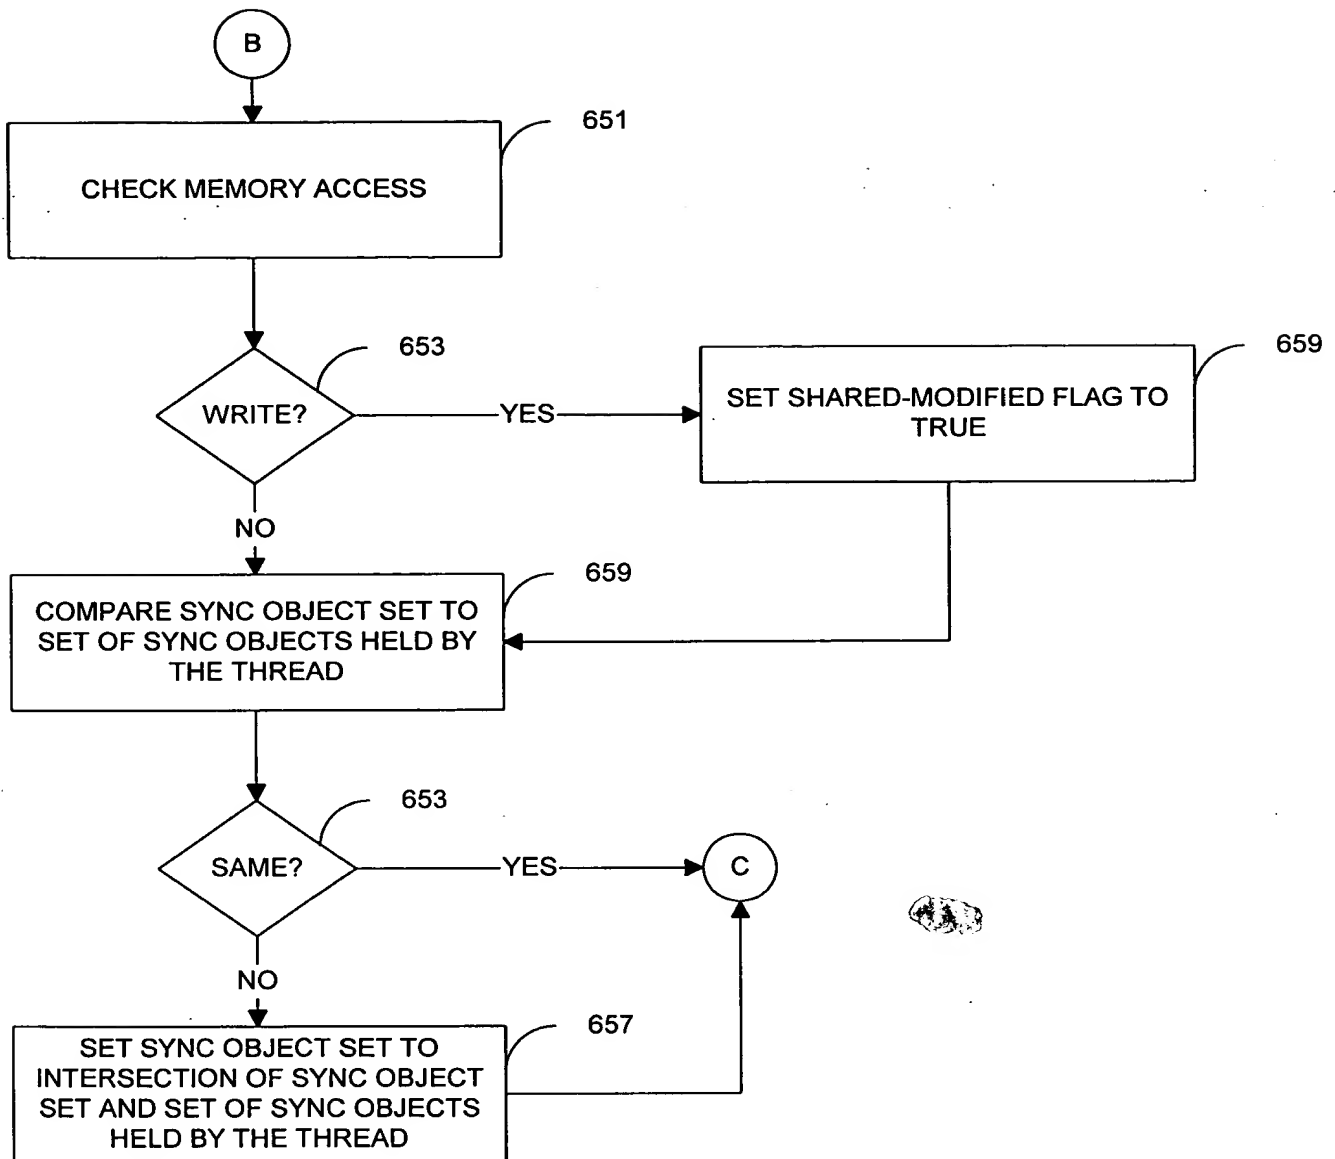 B
651
CHECK MEMORY ACCESS
653
WRITE?
YES
659
SET SHARED-MODIFIED FLAG TO
TRUE
NO
659
COMPARE SYNC OBJECT SET TO
SET OF SYNC OBJECTS HELD BY
THE THREAD
653
SAME?
YES
C
NO
657
SET SYNC OBJECT SET TO
INTERSECTION OF SYNC OBJECT
SET AND SET OF SYNC OBJECTS
HELD BY THE THREAD